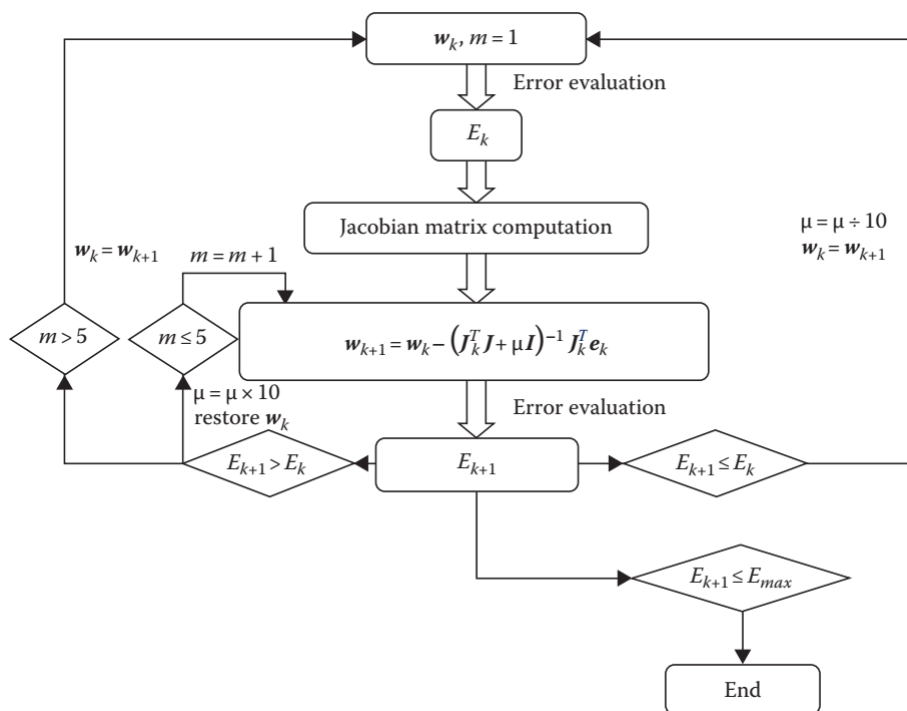 w_k, m = 1
Error evaluation
E_k
Jacobian matrix computation
μ = μ ÷ 10
w_k = w_{k+1}
w_k = w_{k+1}
m = m + 1
m > 5
m ≤ 5
w_{k+1} = w_k − (J_k^T J + μI)^{−1} J_k^T e_k
μ = μ × 10
restore w_k
Error evaluation
E_{k+1} > E_k
E_{k+1}
E_{k+1} ≤ E_k
E_{k+1} ≤ E_{max}
End